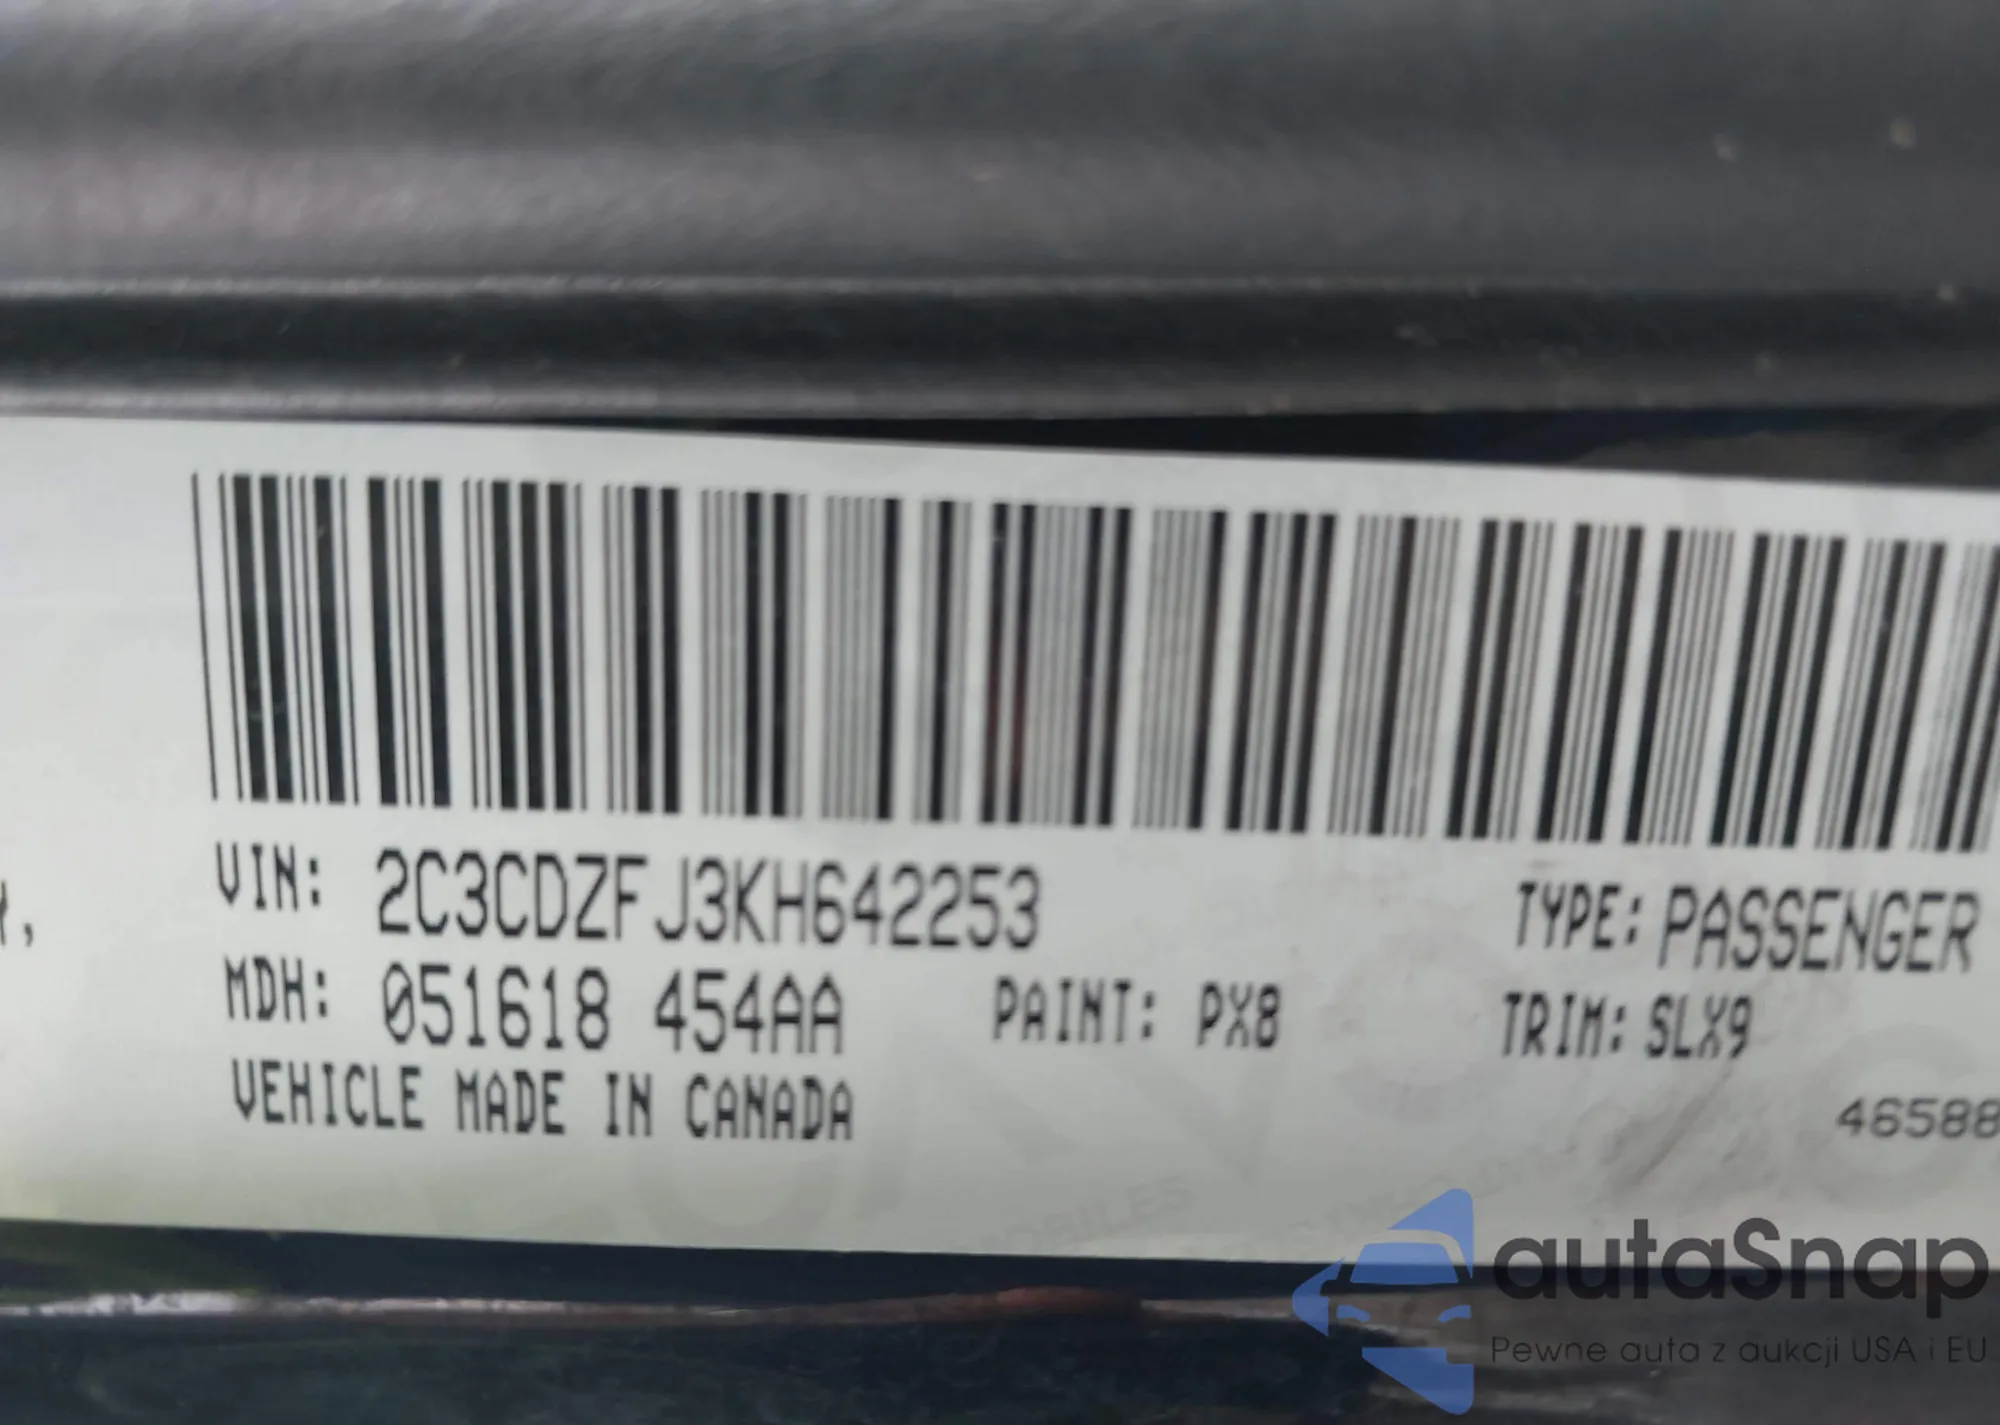 VIN: 2C3CDZFJ3KH642253
TYPE: PASSENGER
MDH: 051618 454AA
PAINT: PX8
TRIM: SLX9
VEHICLE MADE IN CANADA
46588
autaSnap
Pewne auta z aukcji USA i EU